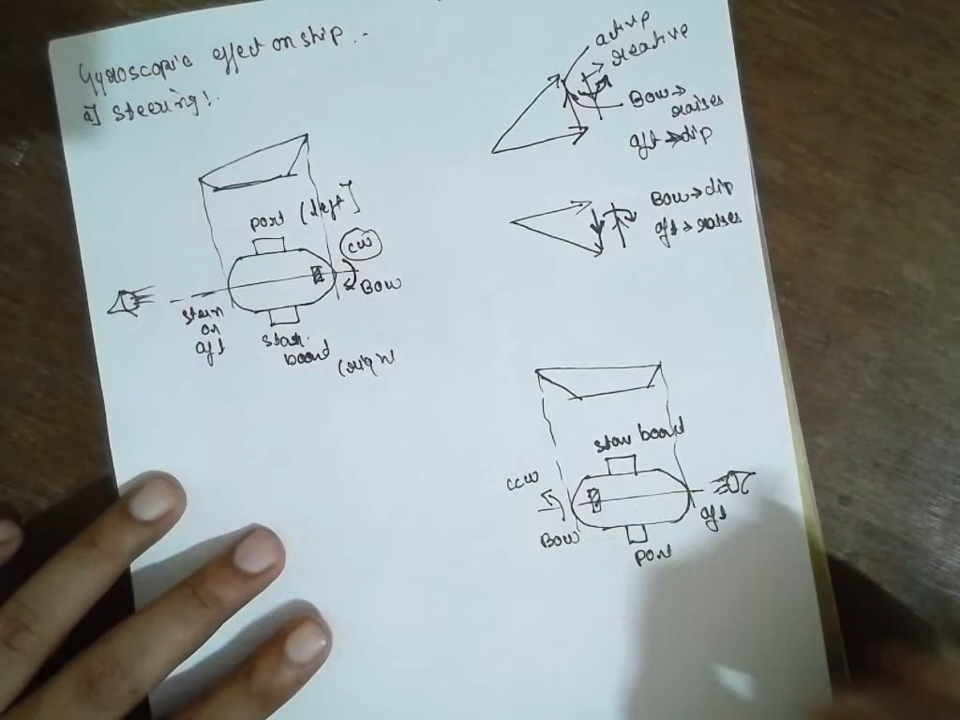 Gyroscopic effect on ship...
a] steering:
port (left]
CW
Bow
stern
or
aft
star
board
(right
active
reactive
Bow →
raises
aft → dip
Bow → dip
aft → raises
star board
CCW
Bow
aft
port